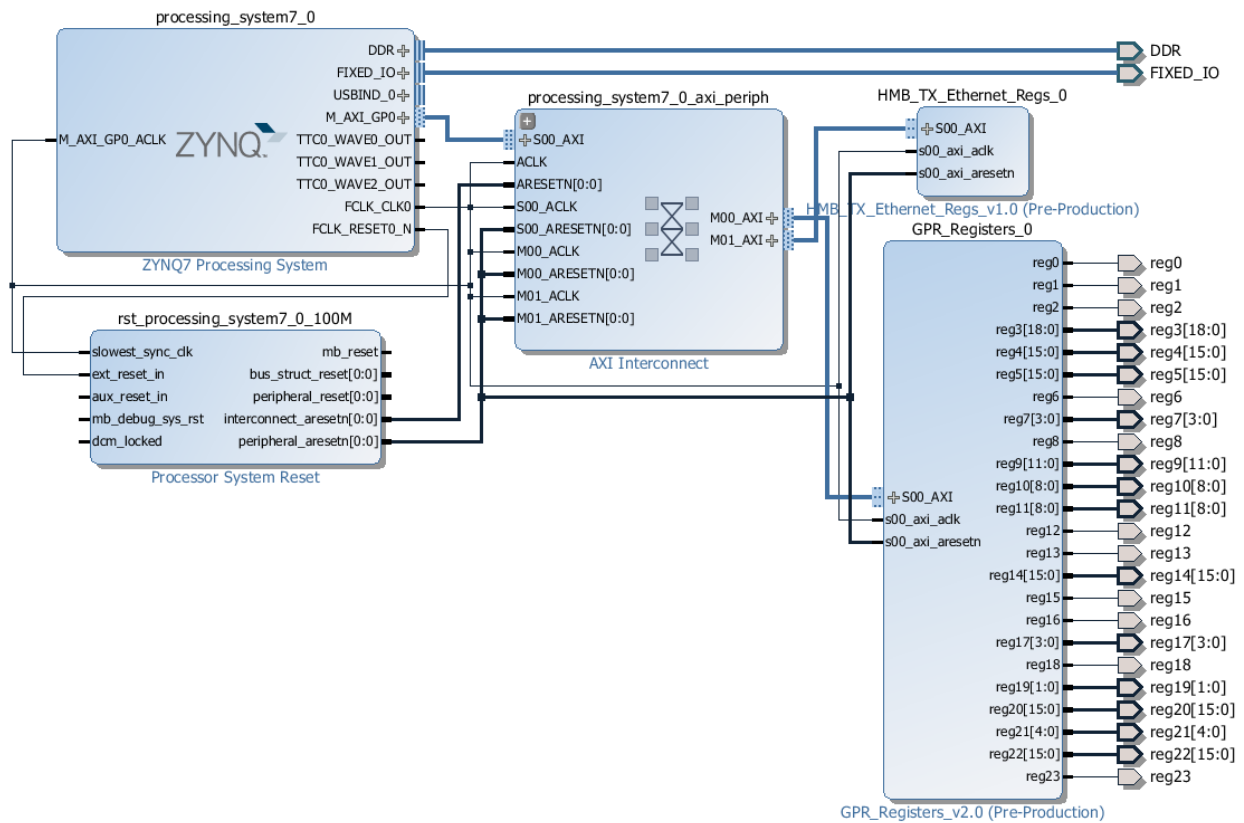 processing_system7_0
DDR
FIXED_IO
USBIND_0
M_AXI_GP0
M_AXI_GP0_ACLK
ZYNQ
TTC0_WAVE0_OUT
TTC0_WAVE1_OUT
TTC0_WAVE2_OUT
FCLK_CLK0
FCLK_RESET0_N
ZYNQ7 Processing System
DDR
FIXED_IO
processing_system7_0_axi_periph
S00_AXI
ACLK
ARESETN[0:0]
S00_ACLK
S00_ARESETN[0:0]
M00_ACLK
M00_ARESETN[0:0]
M01_ACLK
M01_ARESETN[0:0]
M00_AXI
M01_AXI
AXI Interconnect
HMB_TX_Ethernet_Regs_0
S00_AXI
s00_axi_aclk
s00_axi_aresetn
HMB_TX_Ethernet_Regs_v1.0 (Pre-Production)
rst_processing_system7_0_100M
slowest_sync_clk
ext_reset_in
aux_reset_in
mb_debug_sys_rst
dcm_locked
mb_reset
bus_struct_reset[0:0]
peripheral_reset[0:0]
interconnect_aresetn[0:0]
peripheral_aresetn[0:0]
Processor System Reset
GPR_Registers_0
S00_AXI
s00_axi_aclk
s00_axi_aresetn
reg0
reg1
reg2
reg3[18:0]
reg4[15:0]
reg5[15:0]
reg6
reg7[3:0]
reg8
reg9[11:0]
reg10[8:0]
reg11[8:0]
reg12
reg13
reg14[15:0]
reg15
reg16
reg17[3:0]
reg18
reg19[1:0]
reg20[15:0]
reg21[4:0]
reg22[15:0]
reg23
reg0
reg1
reg2
reg3[18:0]
reg4[15:0]
reg5[15:0]
reg6
reg7[3:0]
reg8
reg9[11:0]
reg10[8:0]
reg11[8:0]
reg12
reg13
reg14[15:0]
reg15
reg16
reg17[3:0]
reg18
reg19[1:0]
reg20[15:0]
reg21[4:0]
reg22[15:0]
reg23
GPR_Registers_v2.0 (Pre-Production)